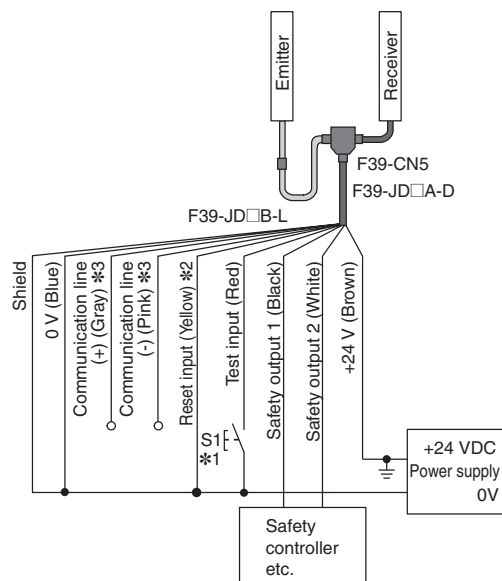 Emitter
Receiver
F39-CN5
F39-JD□A-D
F39-JD□B-L
Shield
0 V (Blue)
Communication line
(+) (Gray) *3
Communication line
(-) (Pink) *3
Reset input (Yellow) *2
Test input (Red)
Safety output 1 (Black)
Safety output 2 (White)
+24 V (Brown)
S1
*1
+24 VDC
Power supply
0V
Safety
controller
etc.